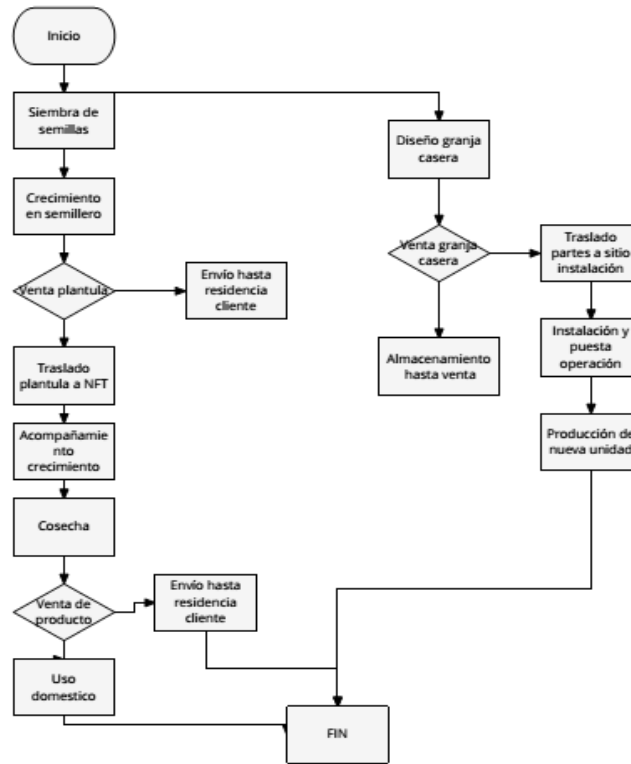 Inicio
Siembra de
semillas
Crecimiento
en semillero
Venta plantula
Envío hasta
residencia
cliente
Traslado
plantula a NFT
Acompañamie
nto
crecimiento
Cosecha
Venta de
producto
Envío hasta
residencia
cliente
Uso
domestico
Diseño granja
casera
Venta granja
casera
Almacenamiento
hasta venta
Traslado
partes a sitio
instalación
Instalación y
puesta
operación
Producción de
nueva unidad
FIN